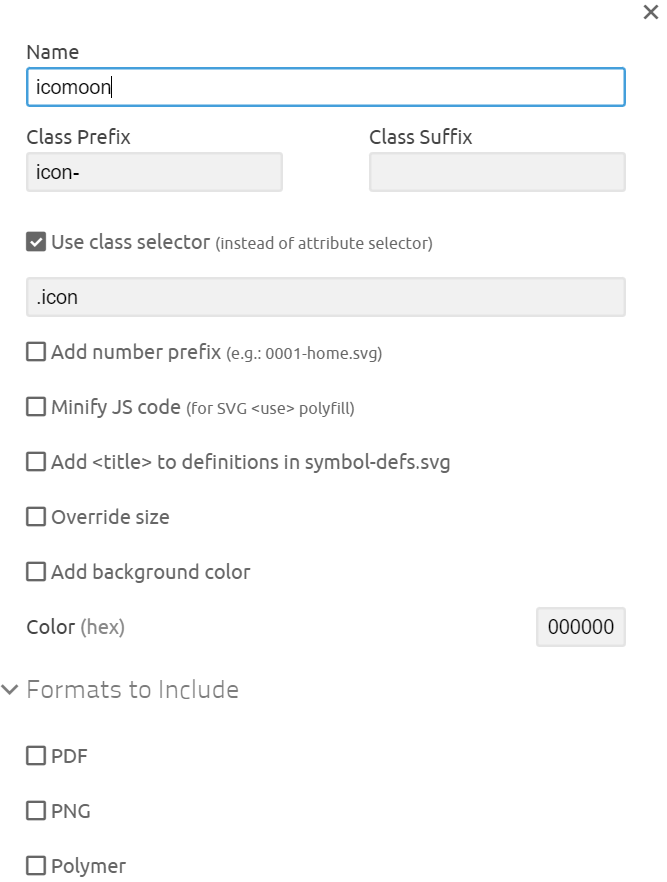 Name
icomoon
Class Prefix
Class Suffix
icon-
Use class selector (instead of attribute selector)
.icon
Add number prefix (e.g.: 0001-home.svg)
Minify JS code (for SVG <use> polyfill)
Add <title> to definitions in symbol-defs.svg
Override size
Add background color
Color (hex)
000000
Formats to Include
PDF
PNG
Polymer